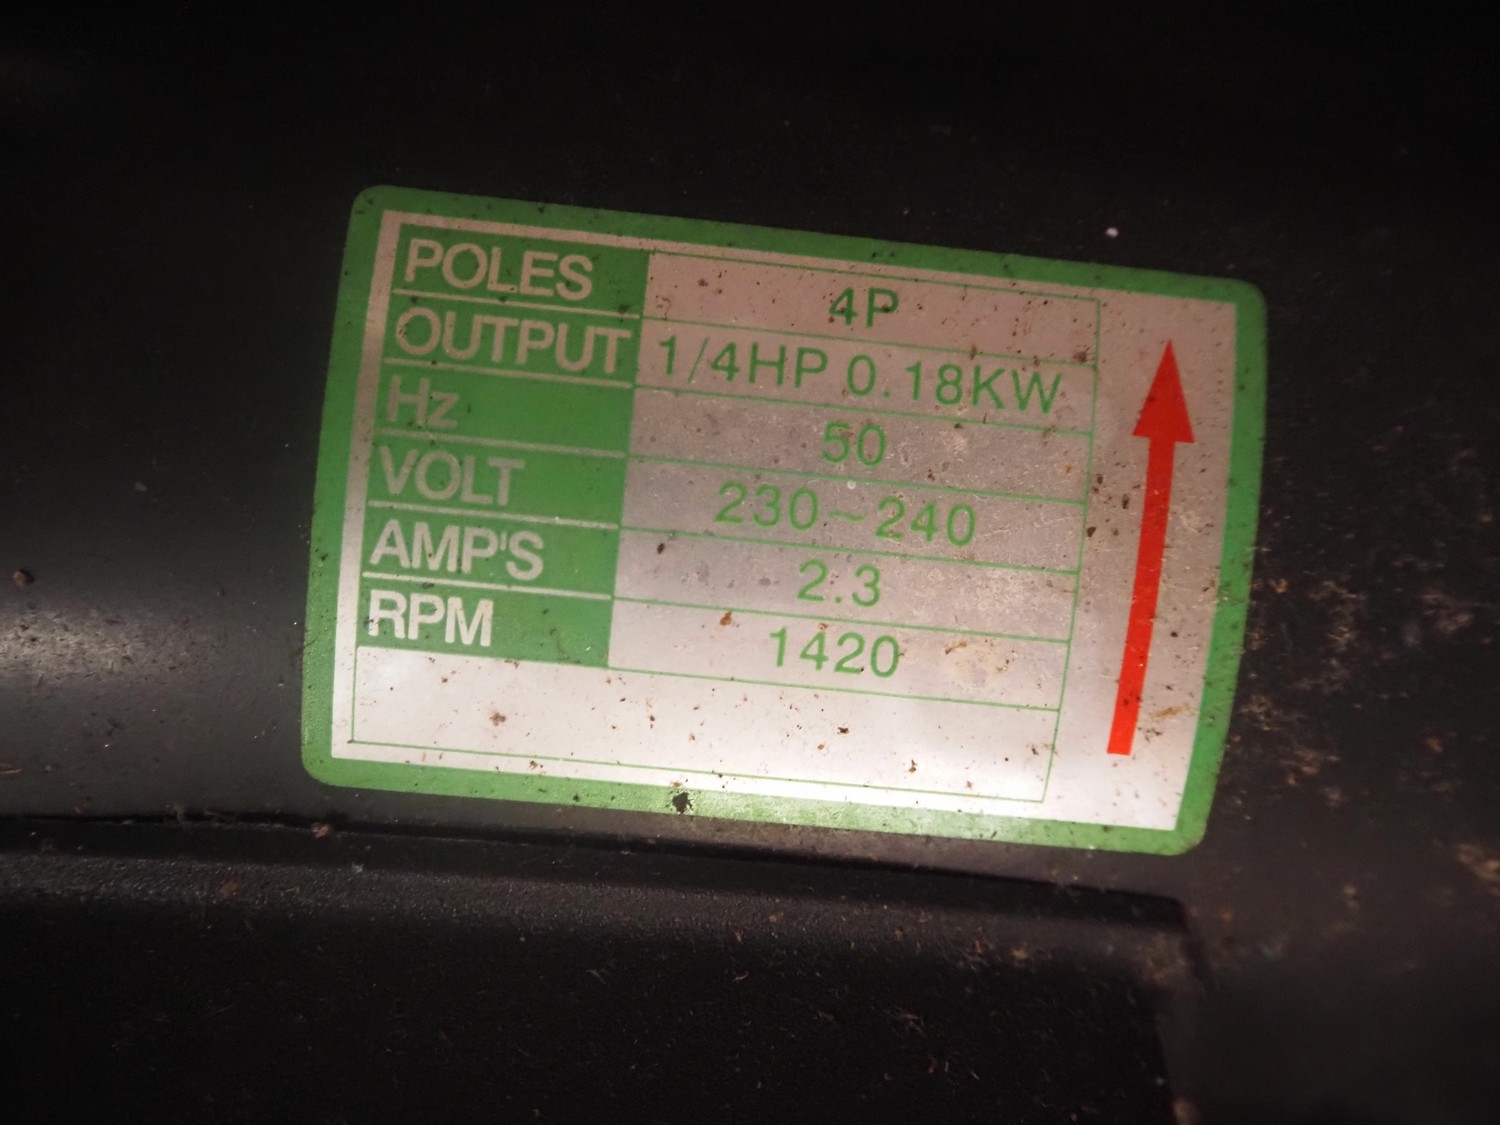 POLES 4P
OUTPUT 1/4HP 0.18KW
Hz 50
VOLT 230~240
AMP'S 2.3
RPM 1420